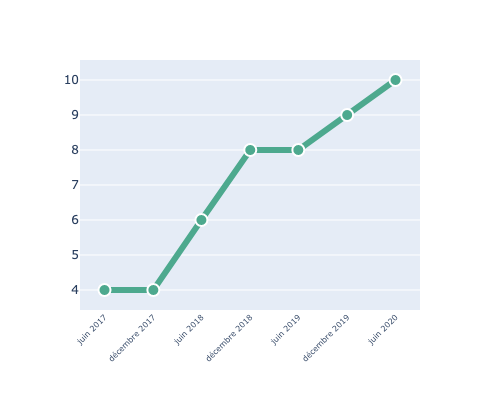 10
9
8
7
6
5
4
juin 2017
décembre 2017
juin 2018
décembre 2018
juin 2019
décembre 2019
juin 2020